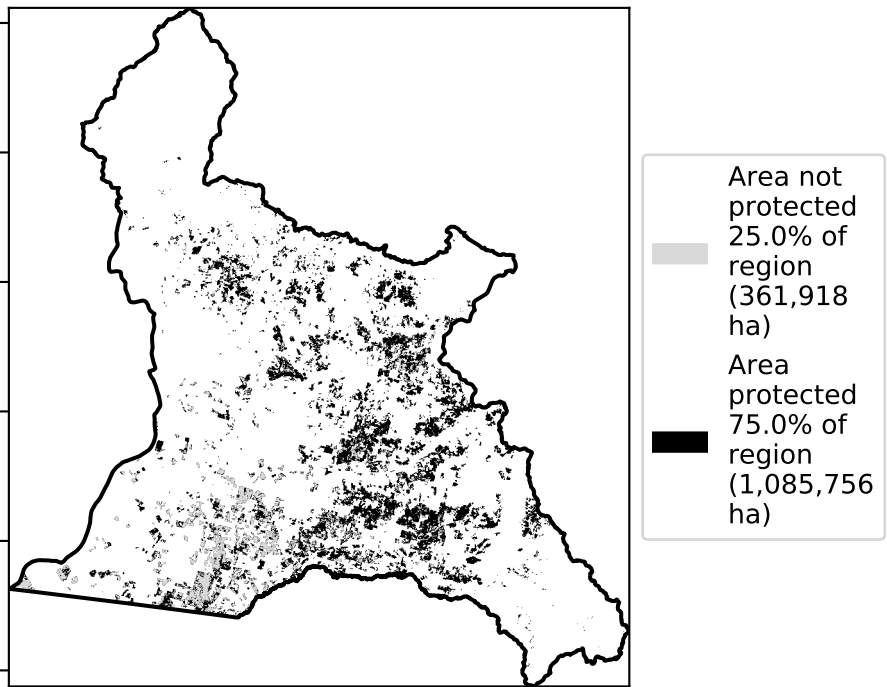 Area not
protected
25.0% of
region
(361,918
ha)
Area
protected
75.0% of
region
(1,085,756
ha)